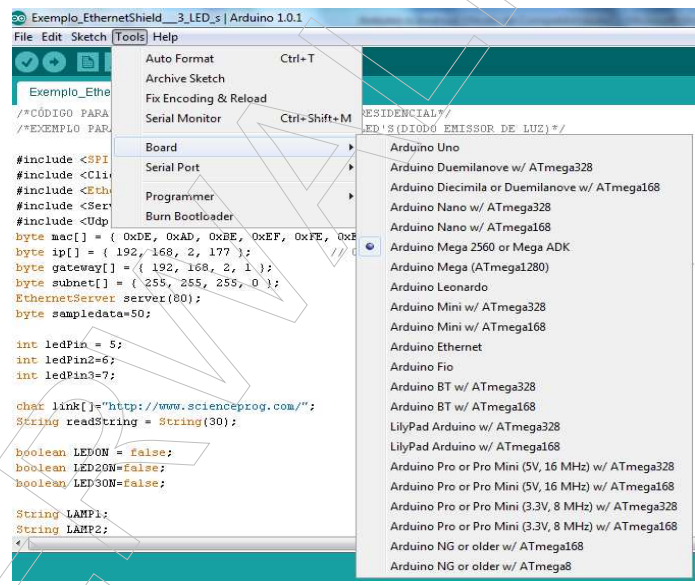 Exemplo_EthernetShield___3_LED_s | Arduino 1.0.1
File Edit Sketch Tools Help
Exemplo_Ethe
Auto Format Ctrl+T
Archive Sketch
Fix Encoding & Reload
Serial Monitor Ctrl+Shift+M
Board
Serial Port
Programmer
Burn Bootloader
Arduino Uno
Arduino Duemilanove w/ ATmega328
Arduino Diecimila or Duemilanove w/ ATmega168
Arduino Nano w/ ATmega328
Arduino Nano w/ ATmega168
Arduino Mega 2560 or Mega ADK
Arduino Mega (ATmega1280)
Arduino Leonardo
Arduino Mini w/ ATmega328
Arduino Mini w/ ATmega168
Arduino Ethernet
Arduino Fio
Arduino BT w/ ATmega328
Arduino BT w/ ATmega168
LilyPad Arduino w/ ATmega328
LilyPad Arduino w/ ATmega168
Arduino Pro or Pro Mini (5V, 16 MHz) w/ ATmega328
Arduino Pro or Pro Mini (5V, 16 MHz) w/ ATmega168
Arduino Pro or Pro Mini (3.3V, 8 MHz) w/ ATmega328
Arduino Pro or Pro Mini (3.3V, 8 MHz) w/ ATmega168
Arduino NG or older w/ ATmega168
Arduino NG or older w/ ATmega8
/*CÓDIGO PARA RESIDENCIAL*/
/*EXEMPLO PAR LED'S(DIODO EMISSOR DE LUZ)*/
#include <SPI
#include <Cli
#include <Eth
#include <Ser
#include <Udp
byte mac[] = { 0xDE, 0xAD, 0xBE, 0xEF, 0xFE, 0xE
byte ip[] = { 192, 168, 2, 177 }; //
byte gateway[] = { 192, 168, 2, 1 };
byte subnet[] = { 255, 255, 255, 0 };
EthernetServer server(80);
byte sampledata=50;
int ledPin = 5;
int ledPin2=6;
int ledPin3=7;
char link[]="http://www.scienceprog.com/";
String readString = String(30);
boolean LEDON = false;
boolean LED2ON=false;
boolean LED3ON=false;
String LAMP1;
String LAMP2;